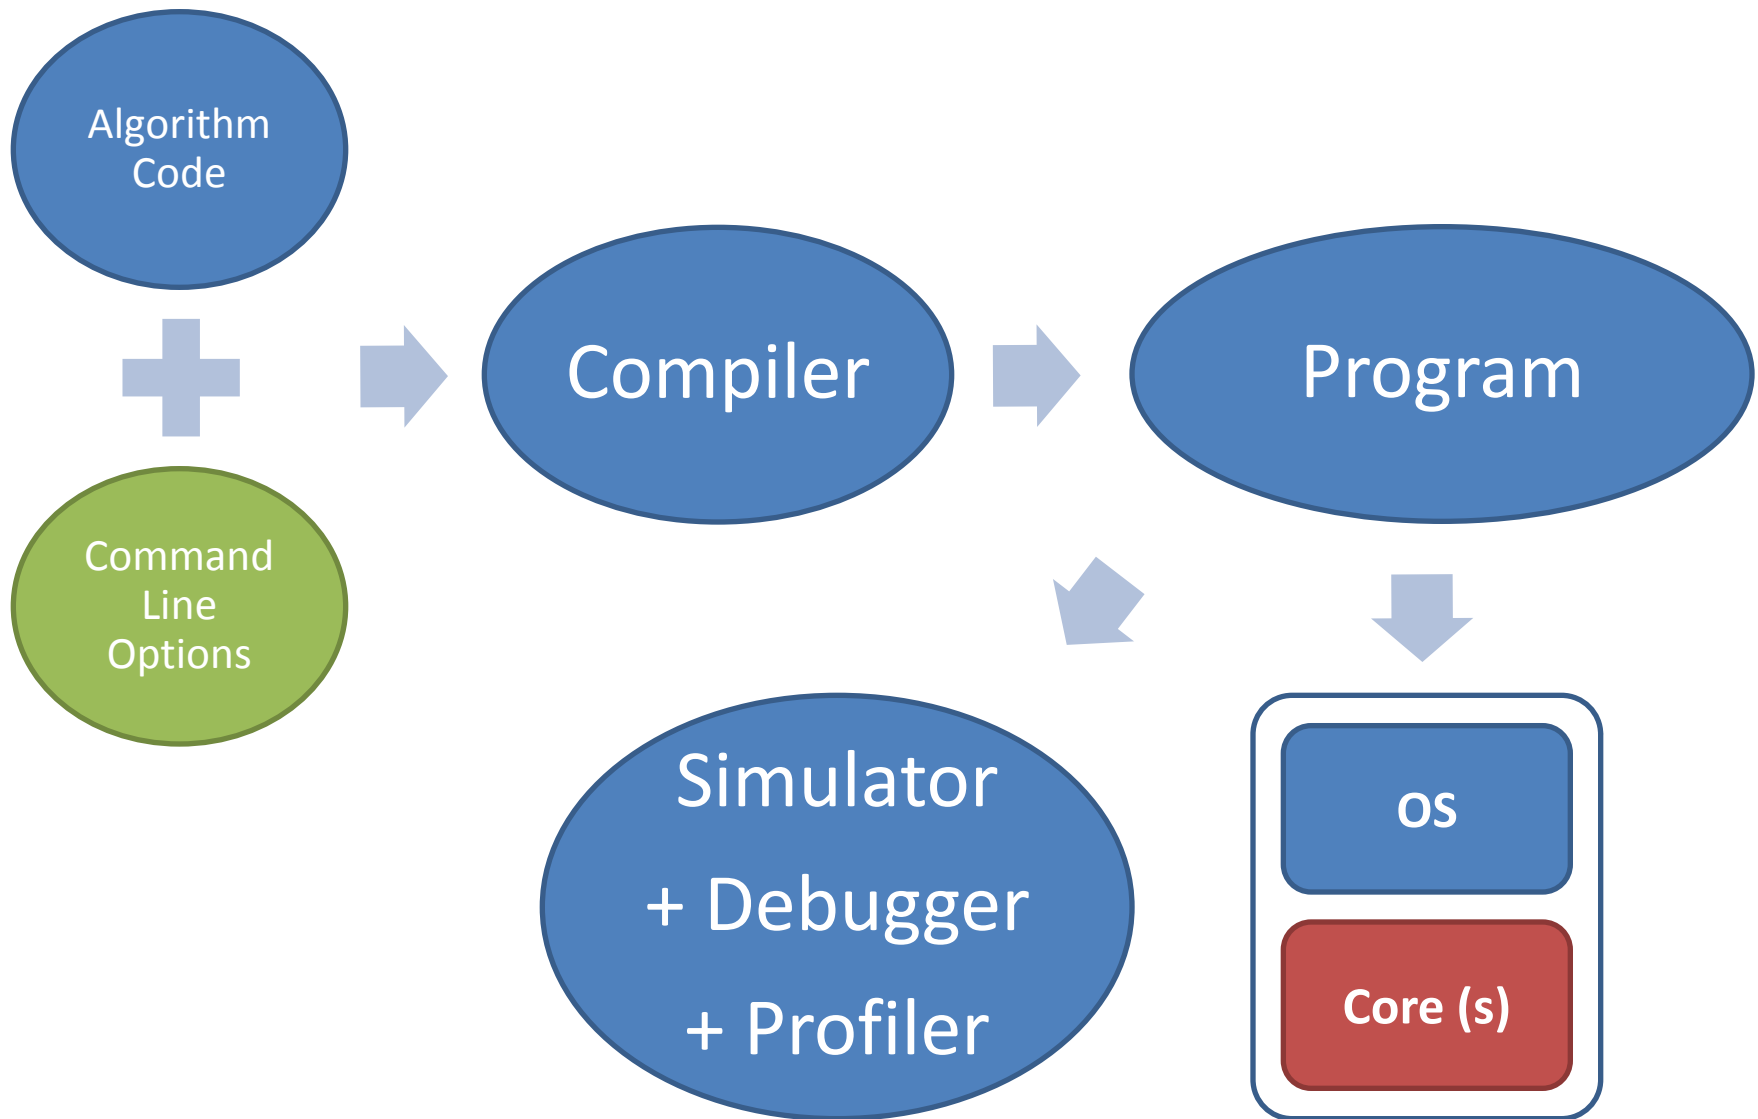 Algorithm
Code
Command
Line
Options
Compiler
Program
Simulator
+ Debugger
+ Profiler
OS
Core (s)